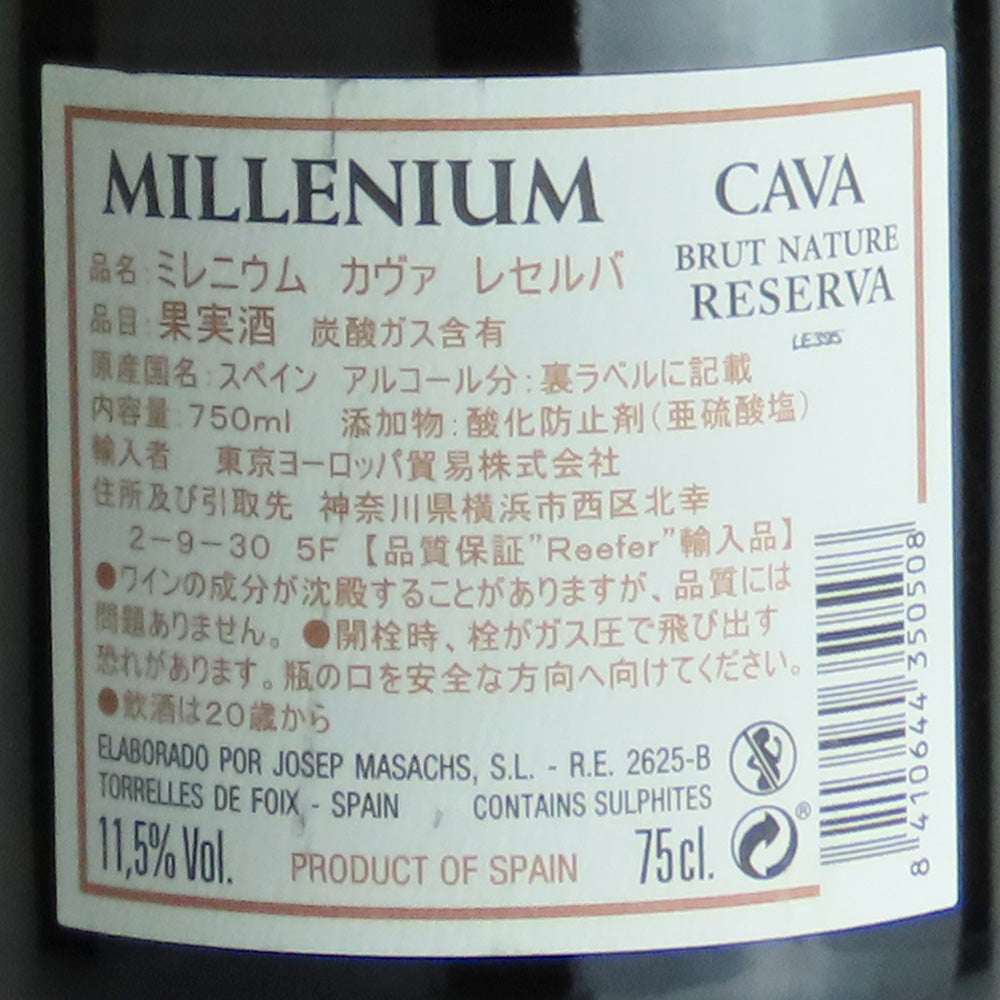 MILLENIUM
CAVA
BRUT NATURE
RESERVA
LE395
品名:ミレニウム カヴァ レセルバ
品目:果実酒 炭酸ガス含有
原産国名:スペイン アルコール分:裏ラベルに記載
内容量:750ml 添加物:酸化防止剤(亜硫酸塩)
輸入者 東京ヨーロッパ貿易株式会社
住所及び引取先 神奈川県横浜市西区北幸
2-9-30 5F 【品質保証”Reefer”輸入品】
●ワインの成分が沈殿することがありますが、品質には
問題ありません。●開栓時、栓がガス圧で飛び出す
恐れがあります。瓶の口を安全な方向へ向けてください。
●飲酒は20歳から
ELABORADO POR JOSEP MASACHS, S.L. - R.E. 2625-B
TORRELLES DE FOIX - SPAIN CONTAINS SULPHITES
11,5% Vol. PRODUCT OF SPAIN 75 cl.
®
8 410644 350508